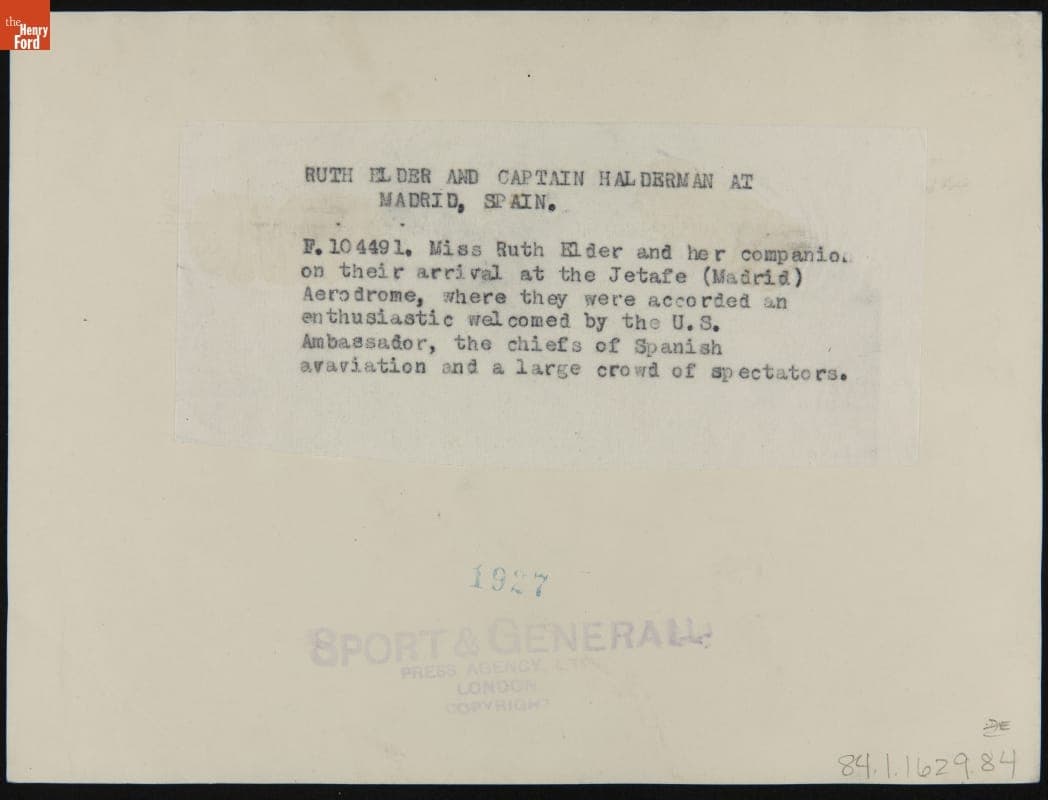 the
Henry
Ford
RUTH ELDER AND CAPTAIN HALDERMAN AT
MADRID, SPAIN.
F.104491. Miss Ruth Elder and her companio
on their arrival at the Jetafe (Madrid)
Aerodrome, where they were accorded an
enthusiastic welcomed by the U.S.
Ambassador, the chiefs of Spanish
avaviation and a large crowd of spectators.
1927
SPORT & GENERAL
PRESS AGENCY, LTD.
LONDON
COPYRIGHT
DE
84.1.1629.84